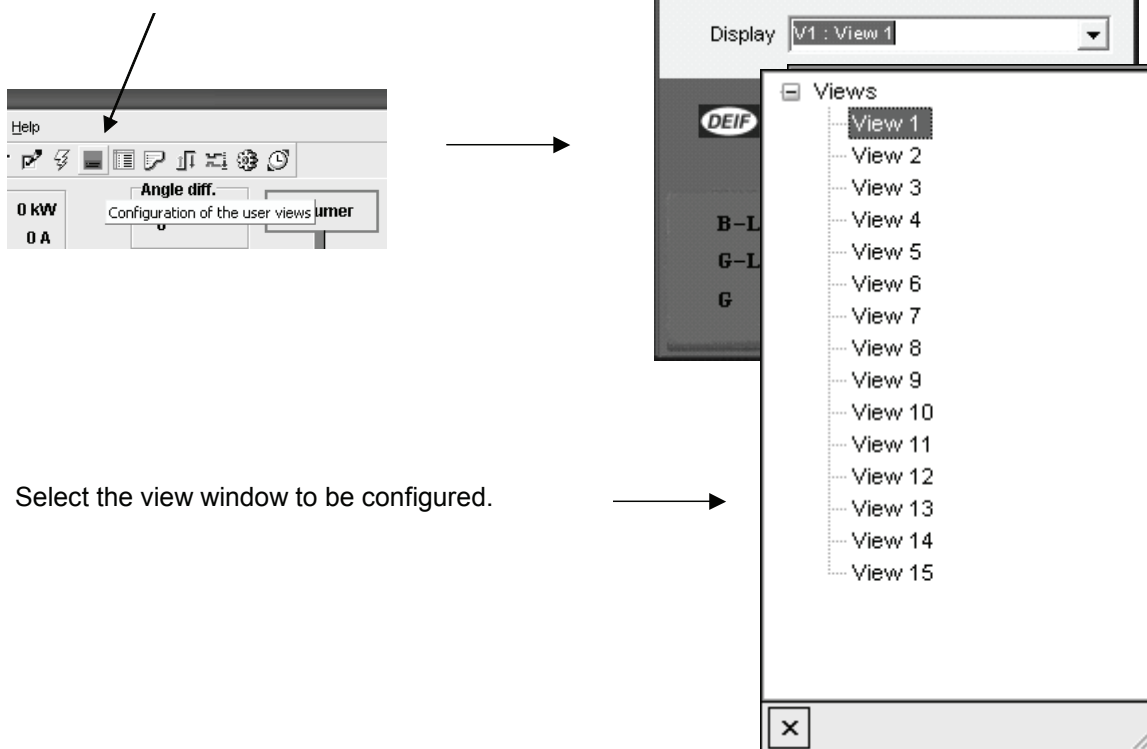 Help
0 kW
0 A
Angle diff.
Configuration of the user views
umer
Display V1 : View 1
DEIF
B-L
G-L
G
Views
View 1
View 2
View 3
View 4
View 5
View 6
View 7
View 8
View 9
View 10
View 11
View 12
View 13
View 14
View 15
Select the view window to be configured.